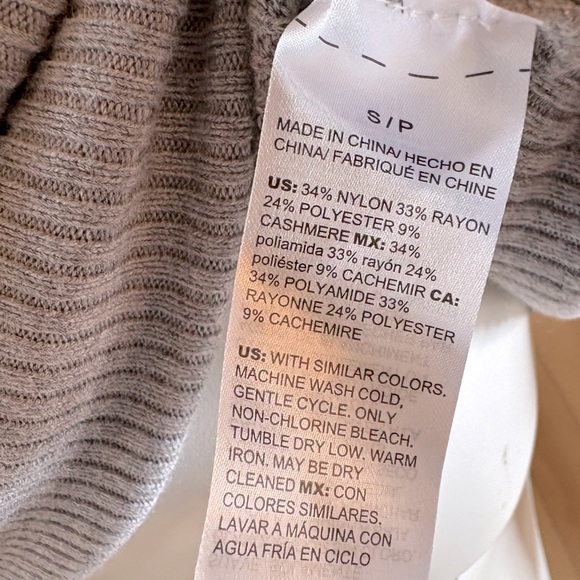 S / P
MADE IN CHINA/ HECHO EN
CHINA/ FABRIQUÉ EN CHINE
US: 34% NYLON 33% RAYON
24% POLYESTER 9%
CASHMERE MX: 34%
poliamida 33% rayón 24%
poliéster 9% CACHEMIR CA:
34% POLYAMIDE 33%
RAYONNE 24% POLYESTER
9% CACHEMIRE
US: WITH SIMILAR COLORS.
MACHINE WASH COLD,
GENTLE CYCLE. ONLY
NON-CHLORINE BLEACH.
TUMBLE DRY LOW. WARM
IRON. MAY BE DRY
CLEANED MX: CON
COLORES SIMILARES.
LAVAR A MÁQUINA CON
AGUA FRÍA EN CICLO